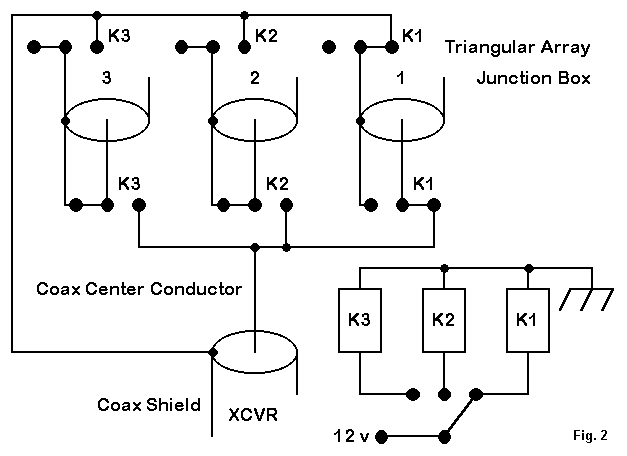 K3
K2
K1
Triangular Array
Junction Box
3
2
1
K3
K2
K1
Coax Center Conductor
K3
K2
K1
Coax Shield
XCVR
12 v
Fig. 2